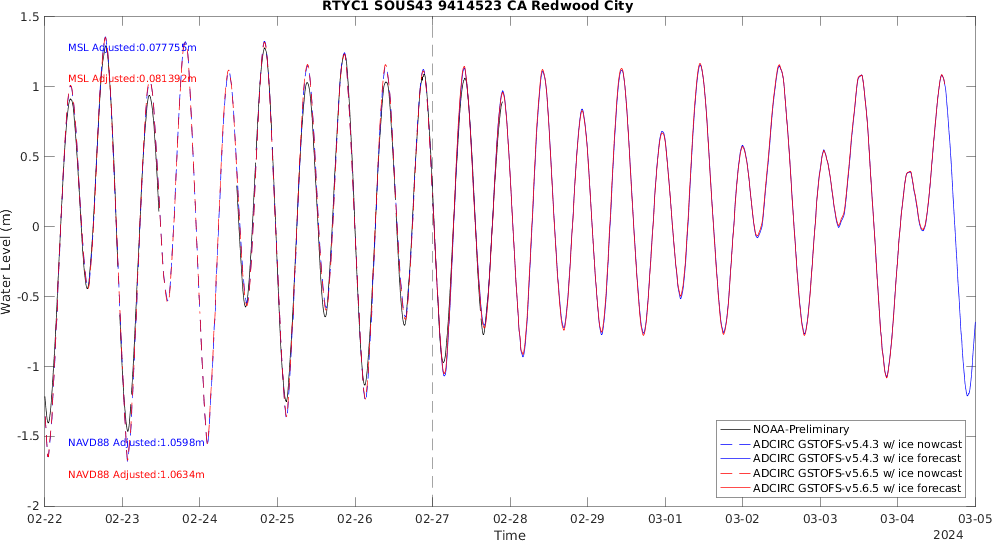 RTYC1 SOUS43 9414523 CA Redwood City
1.5
1
0.5
0
-0.5
-1
-1.5
-2
Water Level (m)
MSL Adjusted:0.077755m
MSL Adjusted:0.081392m
NAVD88 Adjusted:1.0598m
NAVD88 Adjusted:1.0634m
NOAA-Preliminary
ADCIRC GSTOFS-v5.4.3 w/ ice nowcast
ADCIRC GSTOFS-v5.4.3 w/ ice forecast
ADCIRC GSTOFS-v5.6.5 w/ ice nowcast
ADCIRC GSTOFS-v5.6.5 w/ ice forecast
02-22 02-23 02-24 02-25 02-26 02-27 02-28 02-29 03-01 03-02 03-03 03-04 03-05
Time
2024